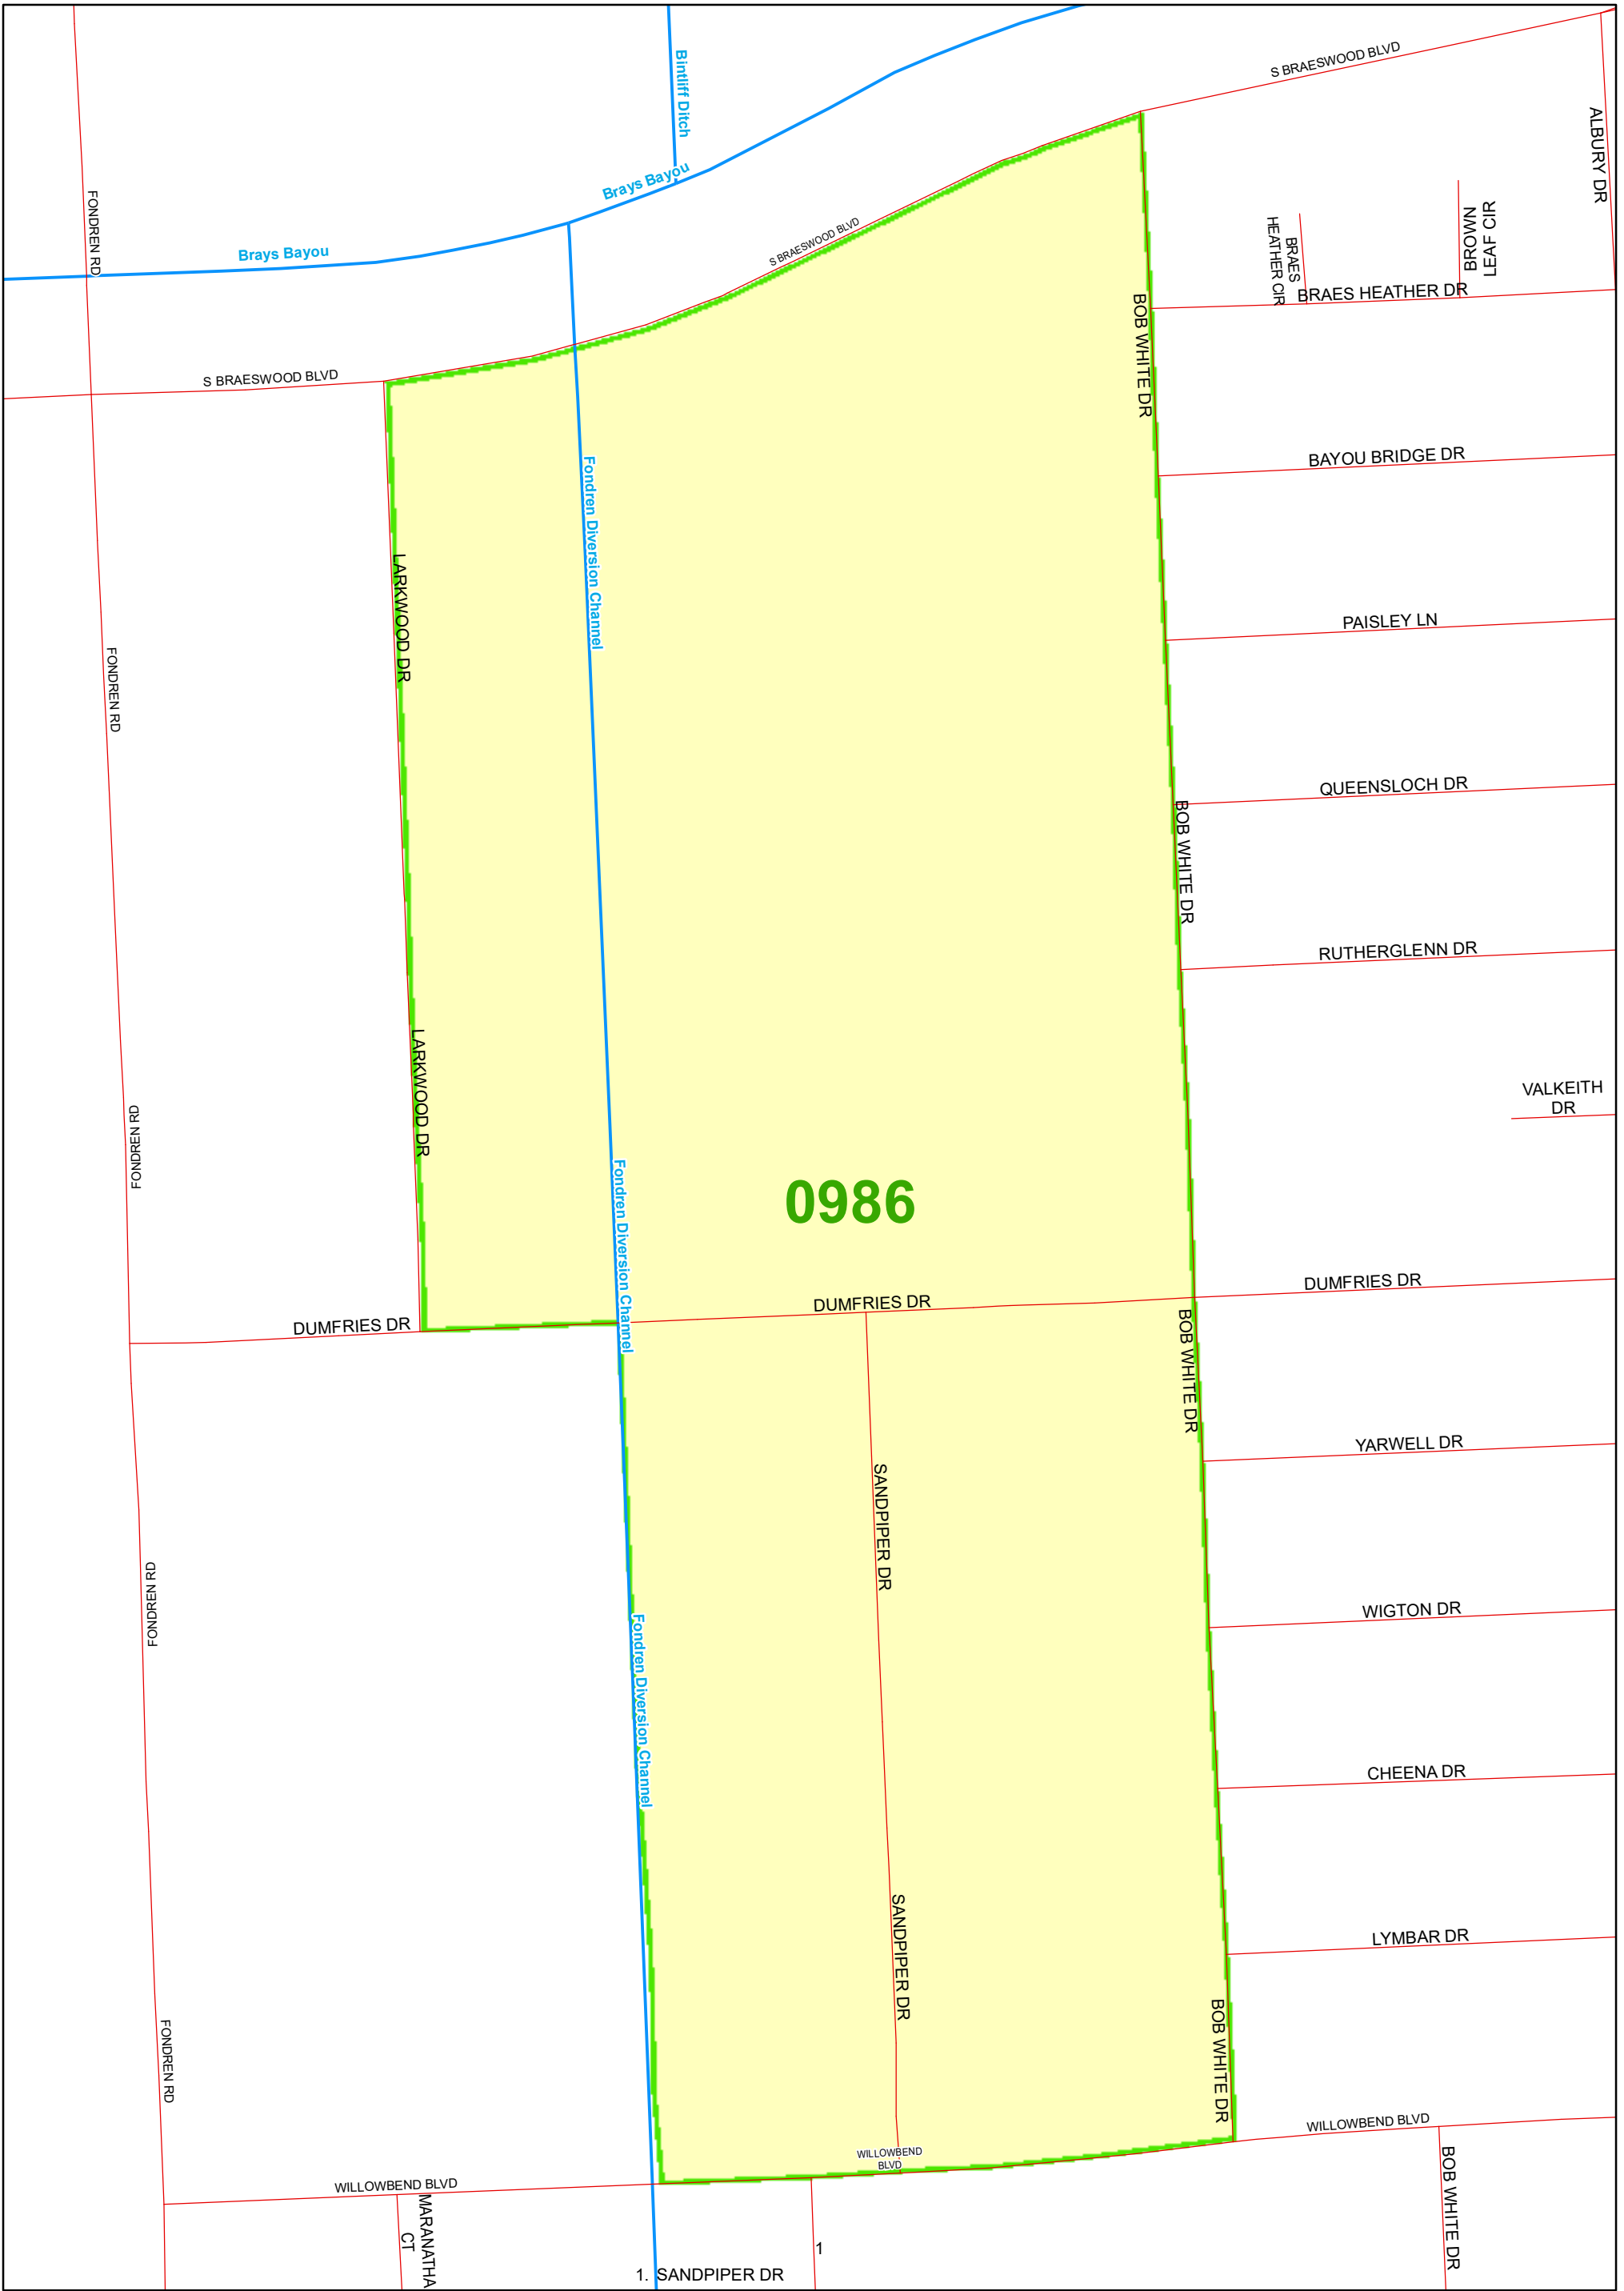 S BRAESWOOD BLVD
Bintliff Ditch
ALBURY DR
Brays Bayou
FONDREN RD
BROWN
LEAF CIR
BRAES
HEATHER CIR
S BRAESWOOD BLVD
Brays Bayou
BRAES HEATHER DR
BOB WHITE DR
S BRAESWOOD BLVD
BAYOU BRIDGE DR
Fondren Diversion Channel
LARKWOOD DR
PAISLEY LN
FONDREN RD
QUEENSLOCH DR
BOB WHITE DR
RUTHERGLENN DR
LARKWOOD DR
VALKEITH
DR
FONDREN RD
0986
Fondren Diversion Channel
DUMFRIES DR
DUMFRIES DR
DUMFRIES DR
BOB WHITE DR
YARWELL DR
SANDPIPER DR
FONDREN RD
WIGTON DR
Fondren Diversion Channel
CHEENA DR
SANDPIPER DR
LYMBAR DR
BOB WHITE DR
FONDREN RD
WILLOWBEND BLVD
WILLOWBEND
BLVD
WILLOWBEND BLVD
BOB WHITE DR
MARANATHA
CT
1
1. SANDPIPER DR